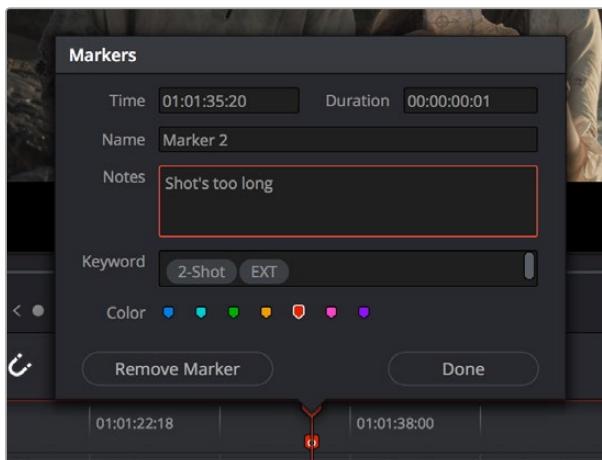 Markers
Time 01:01:35:20 Duration 00:00:00:01
Name Marker 2
Notes Shot's too long
Keyword 2-Shot EXT
Color
Remove Marker Done
01:01:22:18 01:01:38:00